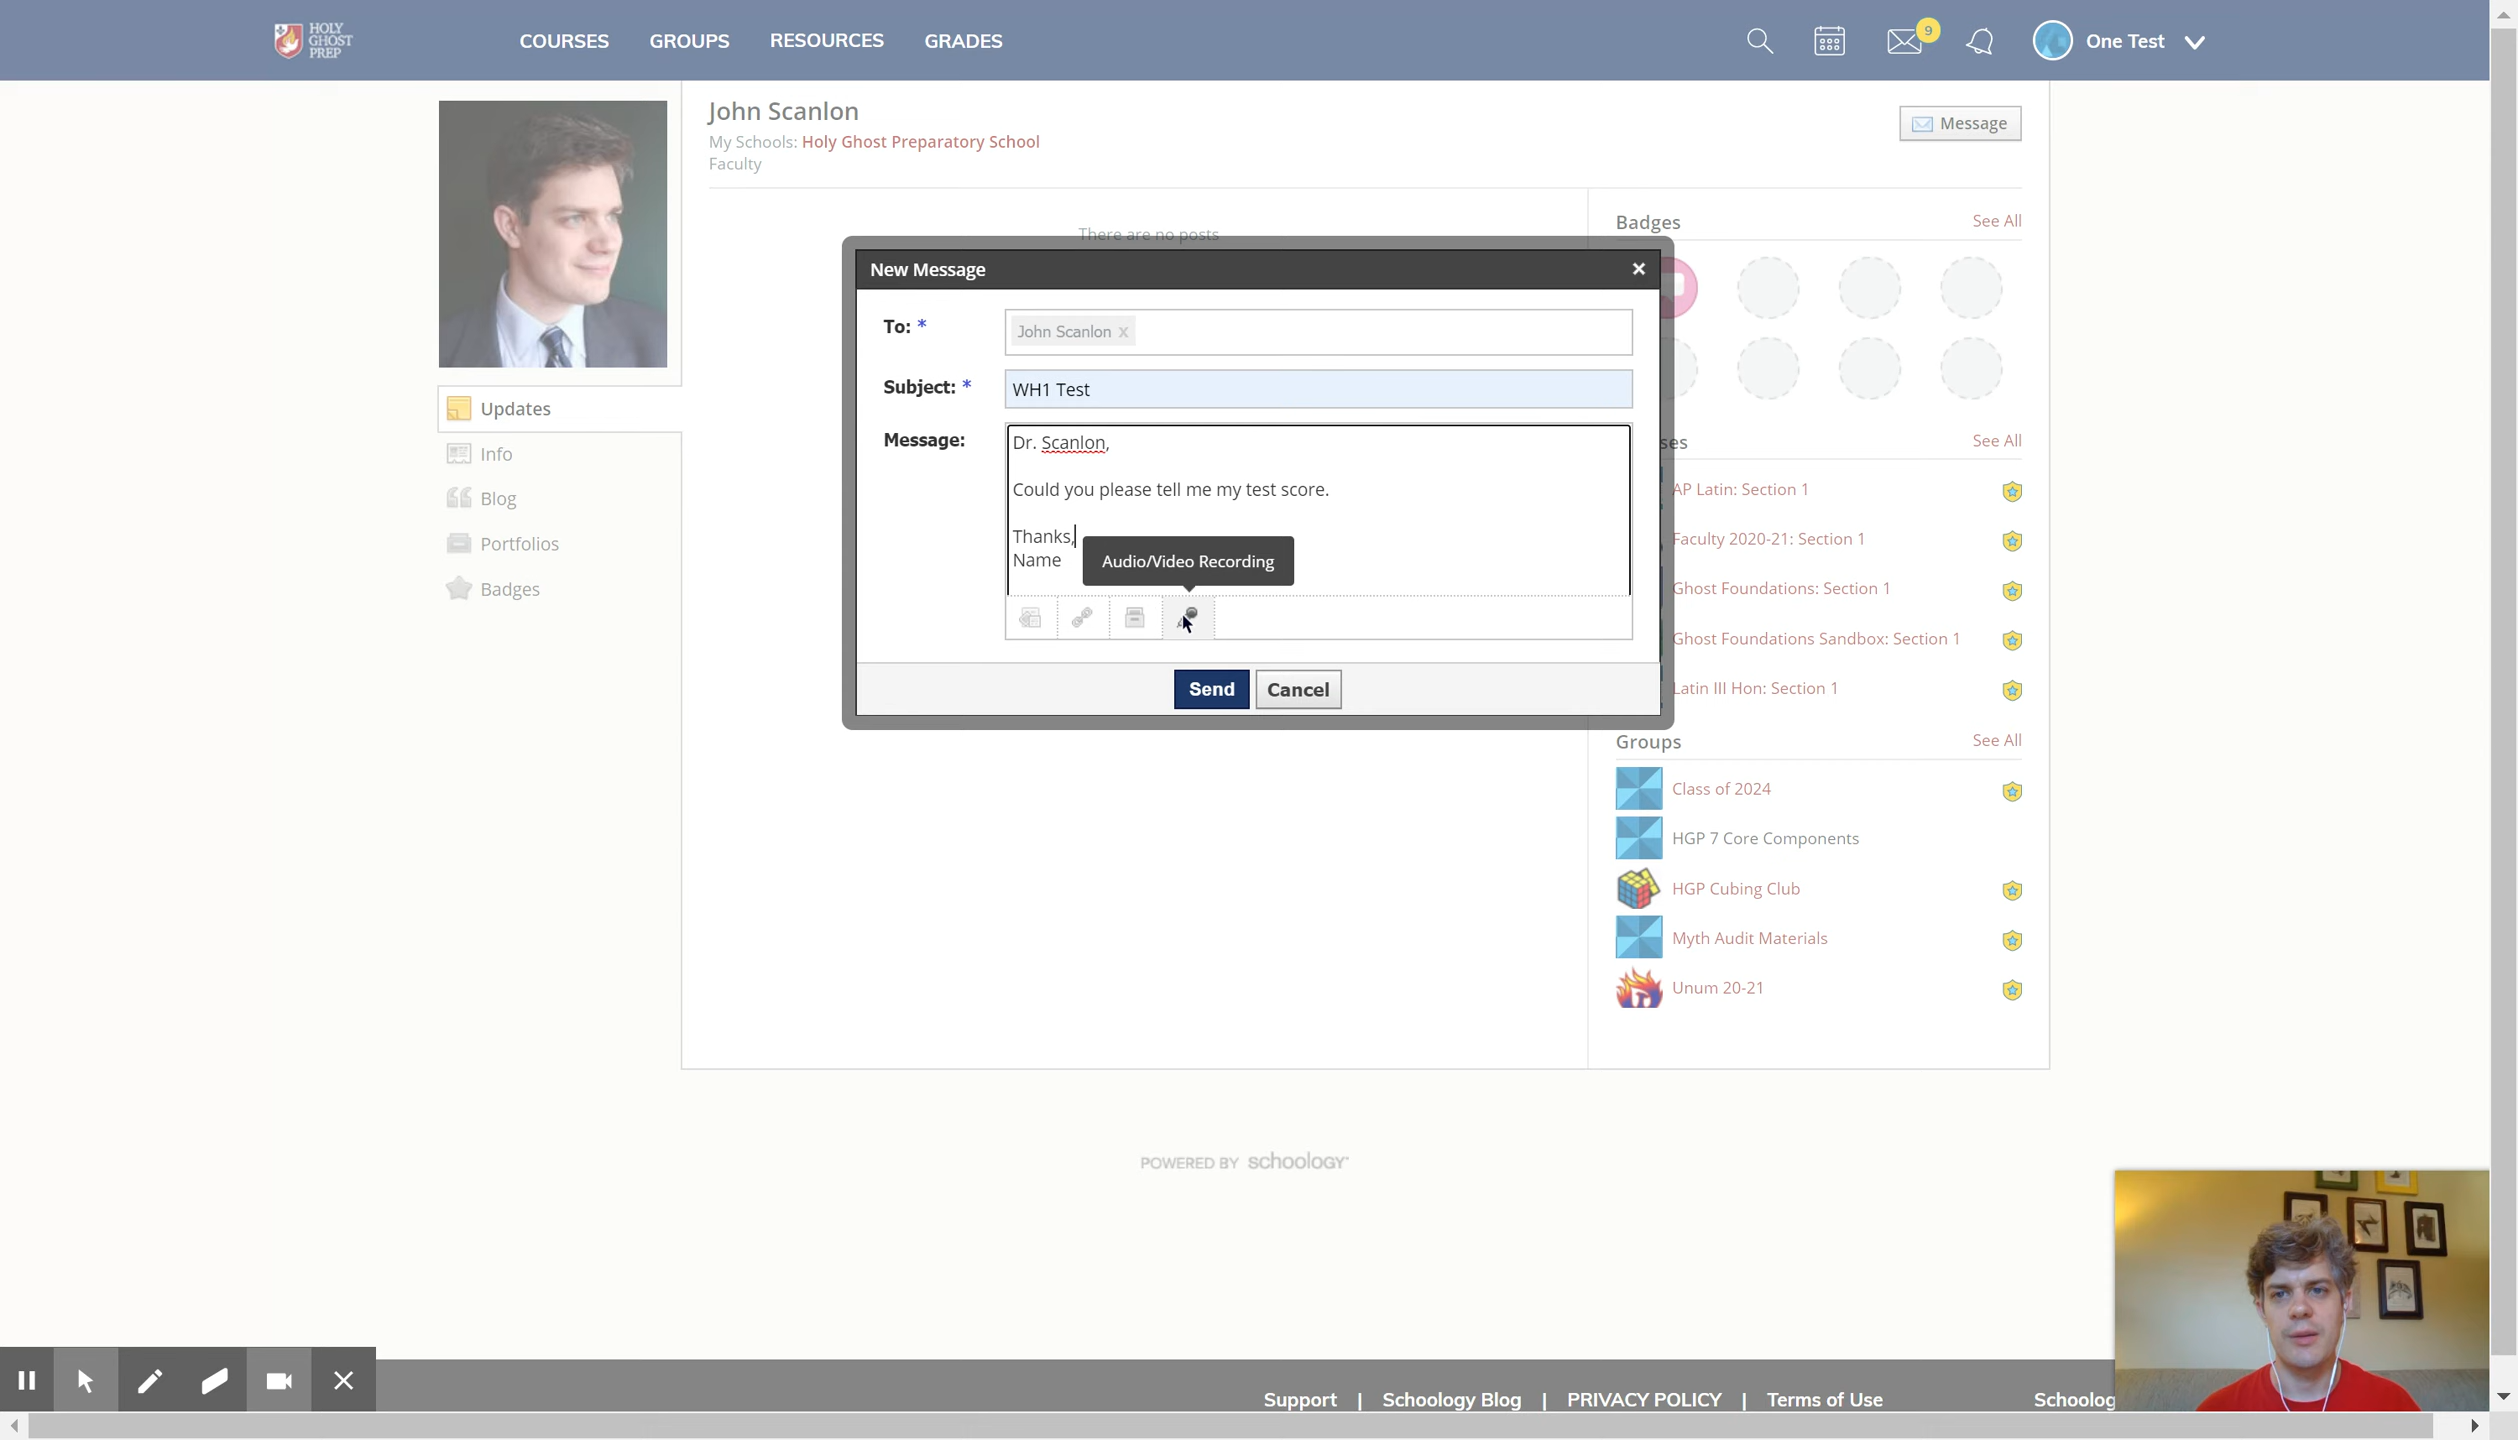 HOLY
GHOST
PREP
COURSES GROUPS RESOURCES GRADES
9
One Test
John Scanlon
My Schools: Holy Ghost Preparatory School
Faculty
Message
There are no posts
Updates
Info
Blog
Portfolios
Badges
New Message ×
To: *
John Scanlon x
Subject: *
WH1 Test
Message:
Dr. Scanlon,
Could you please tell me my test score.
Thanks,
Name
Audio/Video Recording
Send Cancel
Badges See All
ses See All
AP Latin: Section 1
Faculty 2020-21: Section 1
Ghost Foundations: Section 1
Ghost Foundations Sandbox: Section 1
Latin III Hon: Section 1
Groups See All
Class of 2024
HGP 7 Core Components
HGP Cubing Club
Myth Audit Materials
Unum 20-21
POWERED BY schoology
Support | Schoology Blog | PRIVACY POLICY | Terms of Use Schoolog